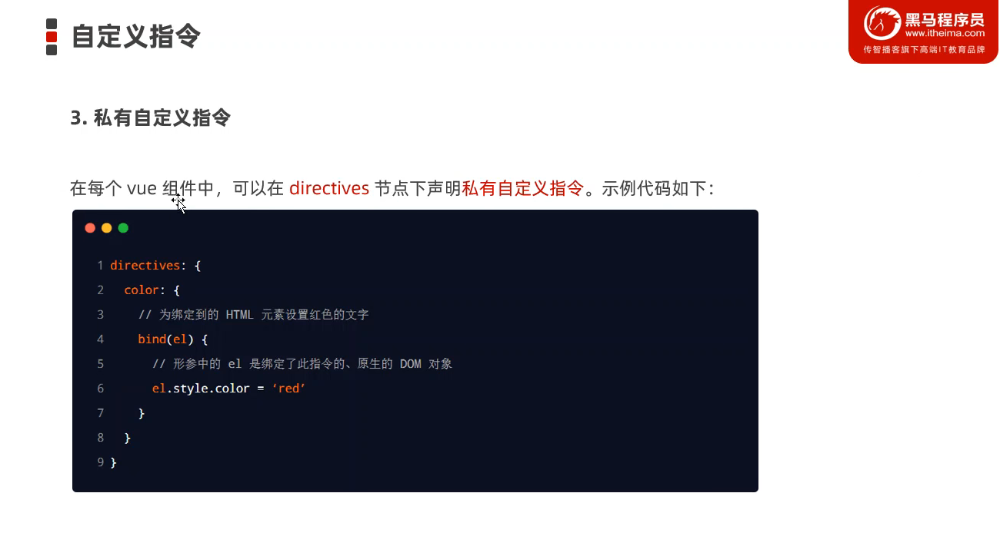 自定义指令
黑马程序员
www.itheima.com
传智播客旗下高端IT教育品牌
3. 私有自定义指令
在每个 vue 组件中，可以在 directives 节点下声明私有自定义指令。示例代码如下：
1 directives: {
2   color: {
3     // 为绑定到的 HTML 元素设置红色的文字
4     bind(el) {
5       // 形参中的 el 是绑定了此指令的、原生的 DOM 对象
6       el.style.color = ‘red’
7     }
8   }
9 }